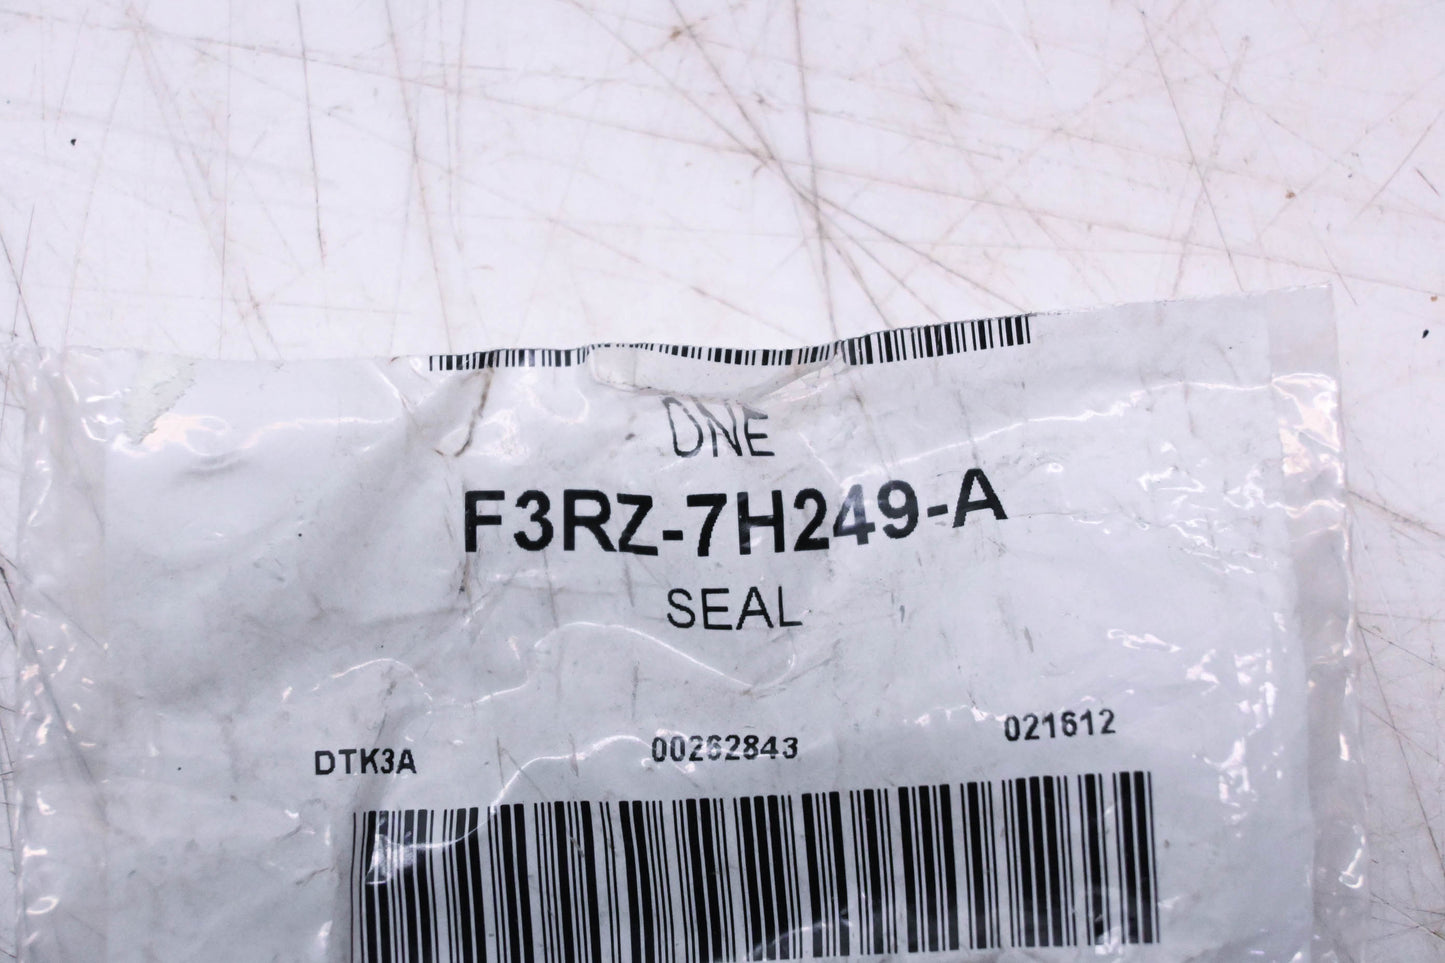 ONE
F3RZ-7H249-A
SEAL
DTK3A 00262843 021612